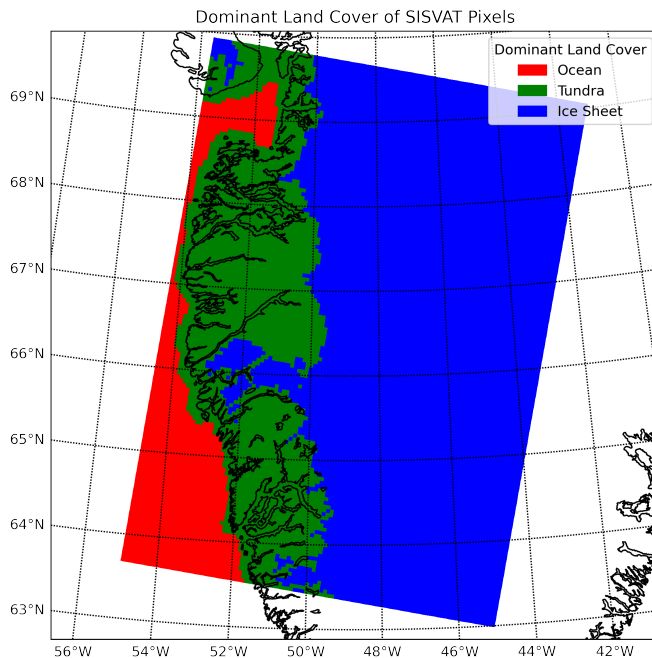 Dominant Land Cover of SISVAT Pixels
Dominant Land Cover
Ocean
Tundra
Ice Sheet
69°N
68°N
67°N
66°N
65°N
64°N
63°N
56°W 54°W 52°W 50°W 48°W 46°W 44°W 42°W